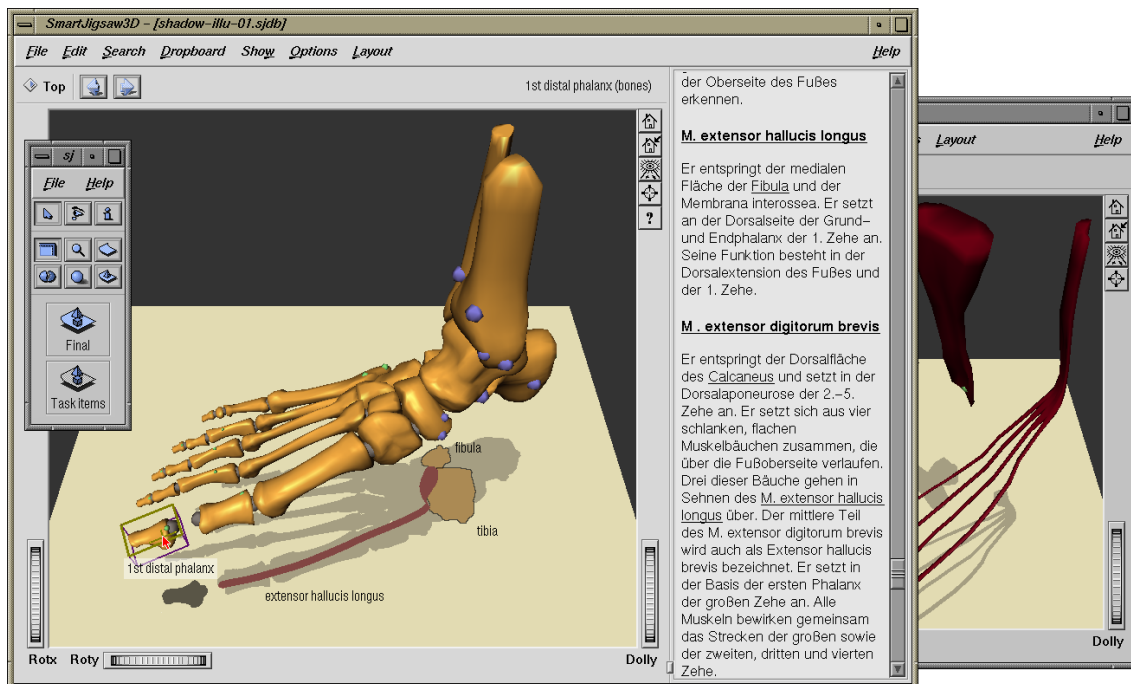 SmartJigsaw3D – [shadow-illu-01.sjdb]
File Edit Search Dropboard Show Options Layout Help
Top
1st distal phalanx (bones)
sj
File Help
Final
Task items
?
fibula
tibia
1st distal phalanx
extensor hallucis longus
Rotx Roty
Dolly
der Oberseite des Fußes
erkennen.
M. extensor hallucis longus
Er entspringt der medialen
Fläche der Fibula und der
Membrana interossea. Er setzt
an der Dorsalseite der Grund–
und Endphalanx der 1. Zehe an.
Seine Funktion besteht in der
Dorsalextension des Fußes und
der 1. Zehe.
M . extensor digitorum brevis
Er entspringt der Dorsalfläche
des Calcaneus und setzt in der
Dorsalaponeurose der 2.–5.
Zehe an. Er setzt sich aus vier
schlanken, flachen
Muskelbäuchen zusammen, die
über die Fußoberseite verlaufen.
Drei dieser Bäuche gehen in
Sehnen des M. extensor hallucis
longus über. Der mittlere Teil
des M. extensor digitorum brevis
wird auch als Extensor hallucis
brevis bezeichnet. Er setzt in
der Basis der ersten Phalanx
der großen Zehe an. Alle
Muskeln bewirken gemeinsam
das Strecken der großen sowie
der zweiten, dritten und vierten
Zehe.
Layout Help
Dolly